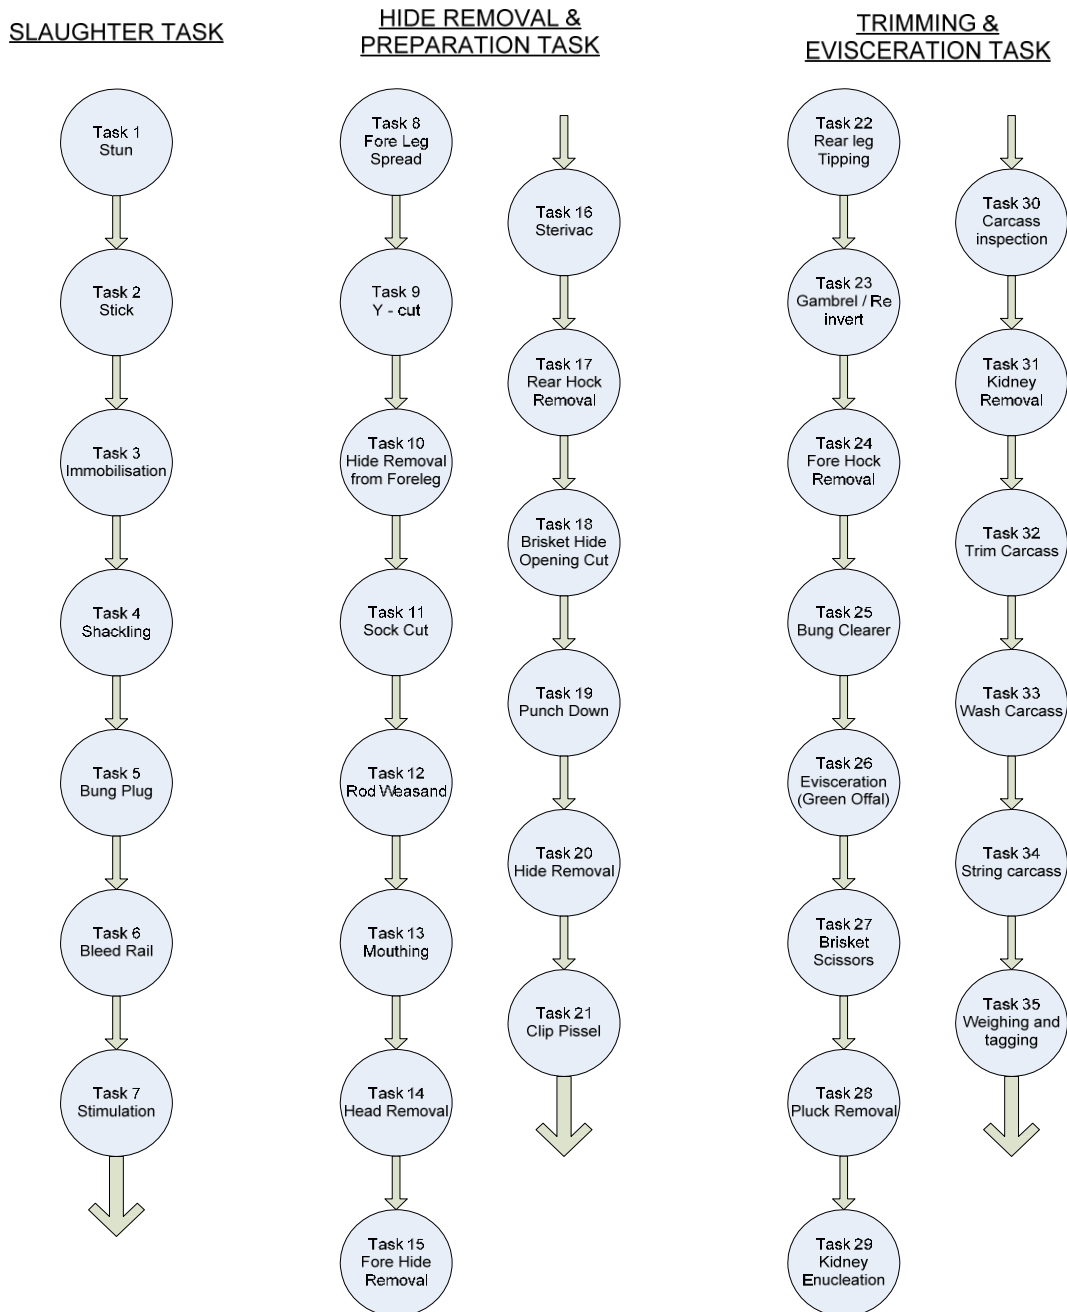 SLAUGHTER TASK
Task 1
Stun
Task 2
Stick
Task 3
Immobilisation
Task 4
Shackling
Task 5
Bung Plug
Task 6
Bleed Rail
Task 7
Stimulation
HIDE REMOVAL &
PREPARATION TASK
Task 8
Fore Leg
Spread
Task 9
Y - cut
Task 10
Hide Removal
from Foreleg
Task 11
Sock Cut
Task 12
Rod Weasand
Task 13
Mouthing
Task 14
Head Removal
Task 15
Fore Hide
Removal
Task 16
Sterivac
Task 17
Rear Hock
Removal
Task 18
Brisket Hide
Opening Cut
Task 19
Punch Down
Task 20
Hide Removal
Task 21
Clip Pissel
TRIMMING &
EVISCERATION TASK
Task 22
Rear leg
Tipping
Task 23
Gambrel / Re
invert
Task 24
Fore Hock
Removal
Task 25
Bung Clearer
Task 26
Evisceration
(Green Offal)
Task 27
Brisket
Scissors
Task 28
Pluck Removal
Task 29
Kidney
Enucleation
Task 30
Carcass
inspection
Task 31
Kidney
Removal
Task 32
Trim Carcass
Task 33
Wash Carcass
Task 34
String carcass
Task 35
Weighing and
tagging